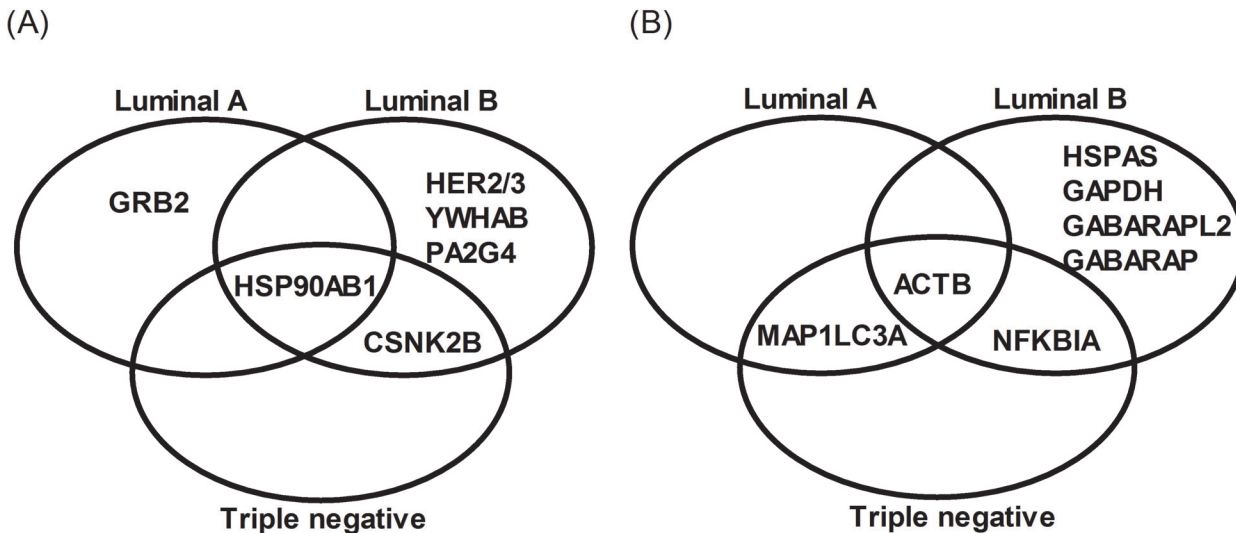 (A)
Luminal A
Luminal B
GRB2
HER2/3
YWHAB
PA2G4
HSP90AB1
CSNK2B
Triple negative
(B)
Luminal A
Luminal B
HSPAS
GAPDH
GABARAPL2
GABARAP
ACTB
MAP1LC3A
NFKBIA
Triple negative